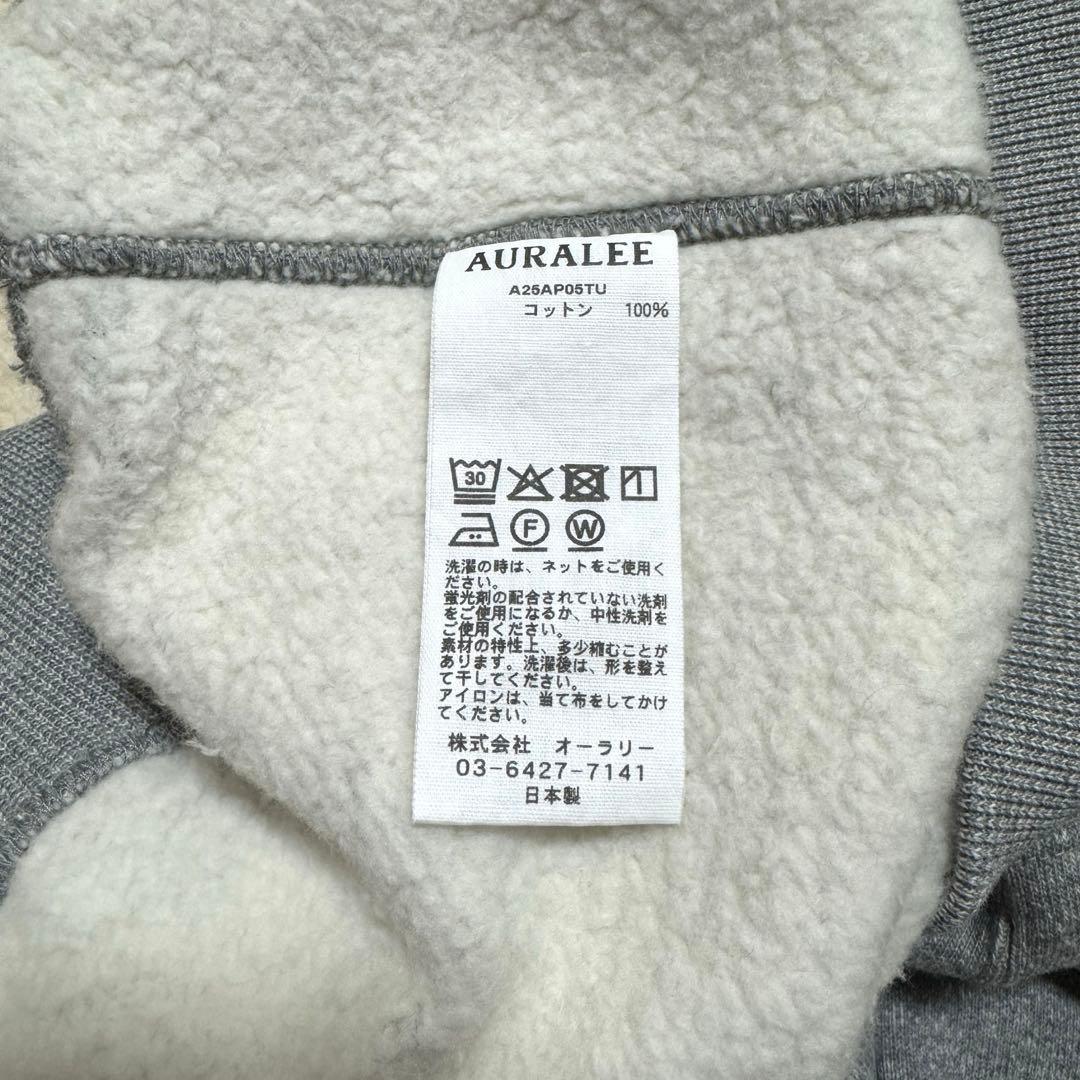 AURALEE
A25AP05TU
コットン 100%
30
F W
洗濯の時は、ネットをご使用く
ださい。
蛍光剤の配合されていない洗剤
をご使用になるか、中性洗剤を
ご使用ください。
素材の特性上、多少縮むことが
あります。洗濯後は、形を整え
て干してください。
アイロンは、当て布をしてかけ
てください。
株式会社 オーラリー
03-6427-7141
日本製